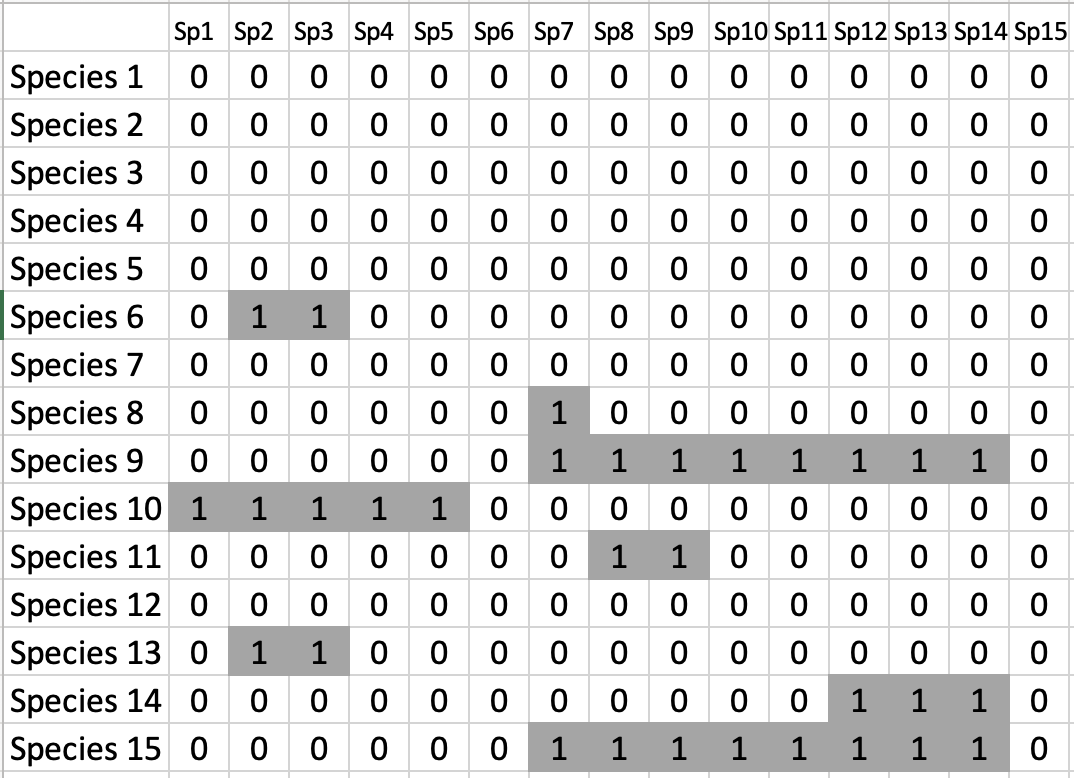 Sp1 Sp2 Sp3 Sp4 Sp5 Sp6 Sp7 Sp8 Sp9 Sp10 Sp11 Sp12 Sp13 Sp14 Sp15
Species 1 0 0 0 0 0 0 0 0 0 0 0 0 0 0 0
Species 2 0 0 0 0 0 0 0 0 0 0 0 0 0 0 0
Species 3 0 0 0 0 0 0 0 0 0 0 0 0 0 0 0
Species 4 0 0 0 0 0 0 0 0 0 0 0 0 0 0 0
Species 5 0 0 0 0 0 0 0 0 0 0 0 0 0 0 0
Species 6 0 1 1 0 0 0 0 0 0 0 0 0 0 0 0
Species 7 0 0 0 0 0 0 0 0 0 0 0 0 0 0 0
Species 8 0 0 0 0 0 0 1 0 0 0 0 0 0 0 0
Species 9 0 0 0 0 0 0 1 1 1 1 1 1 1 1 0
Species 10 1 1 1 1 1 0 0 0 0 0 0 0 0 0 0
Species 11 0 0 0 0 0 0 0 1 1 0 0 0 0 0 0
Species 12 0 0 0 0 0 0 0 0 0 0 0 0 0 0 0
Species 13 0 1 1 0 0 0 0 0 0 0 0 0 0 0 0
Species 14 0 0 0 0 0 0 0 0 0 0 0 1 1 1 0
Species 15 0 0 0 0 0 0 1 1 1 1 1 1 1 1 0